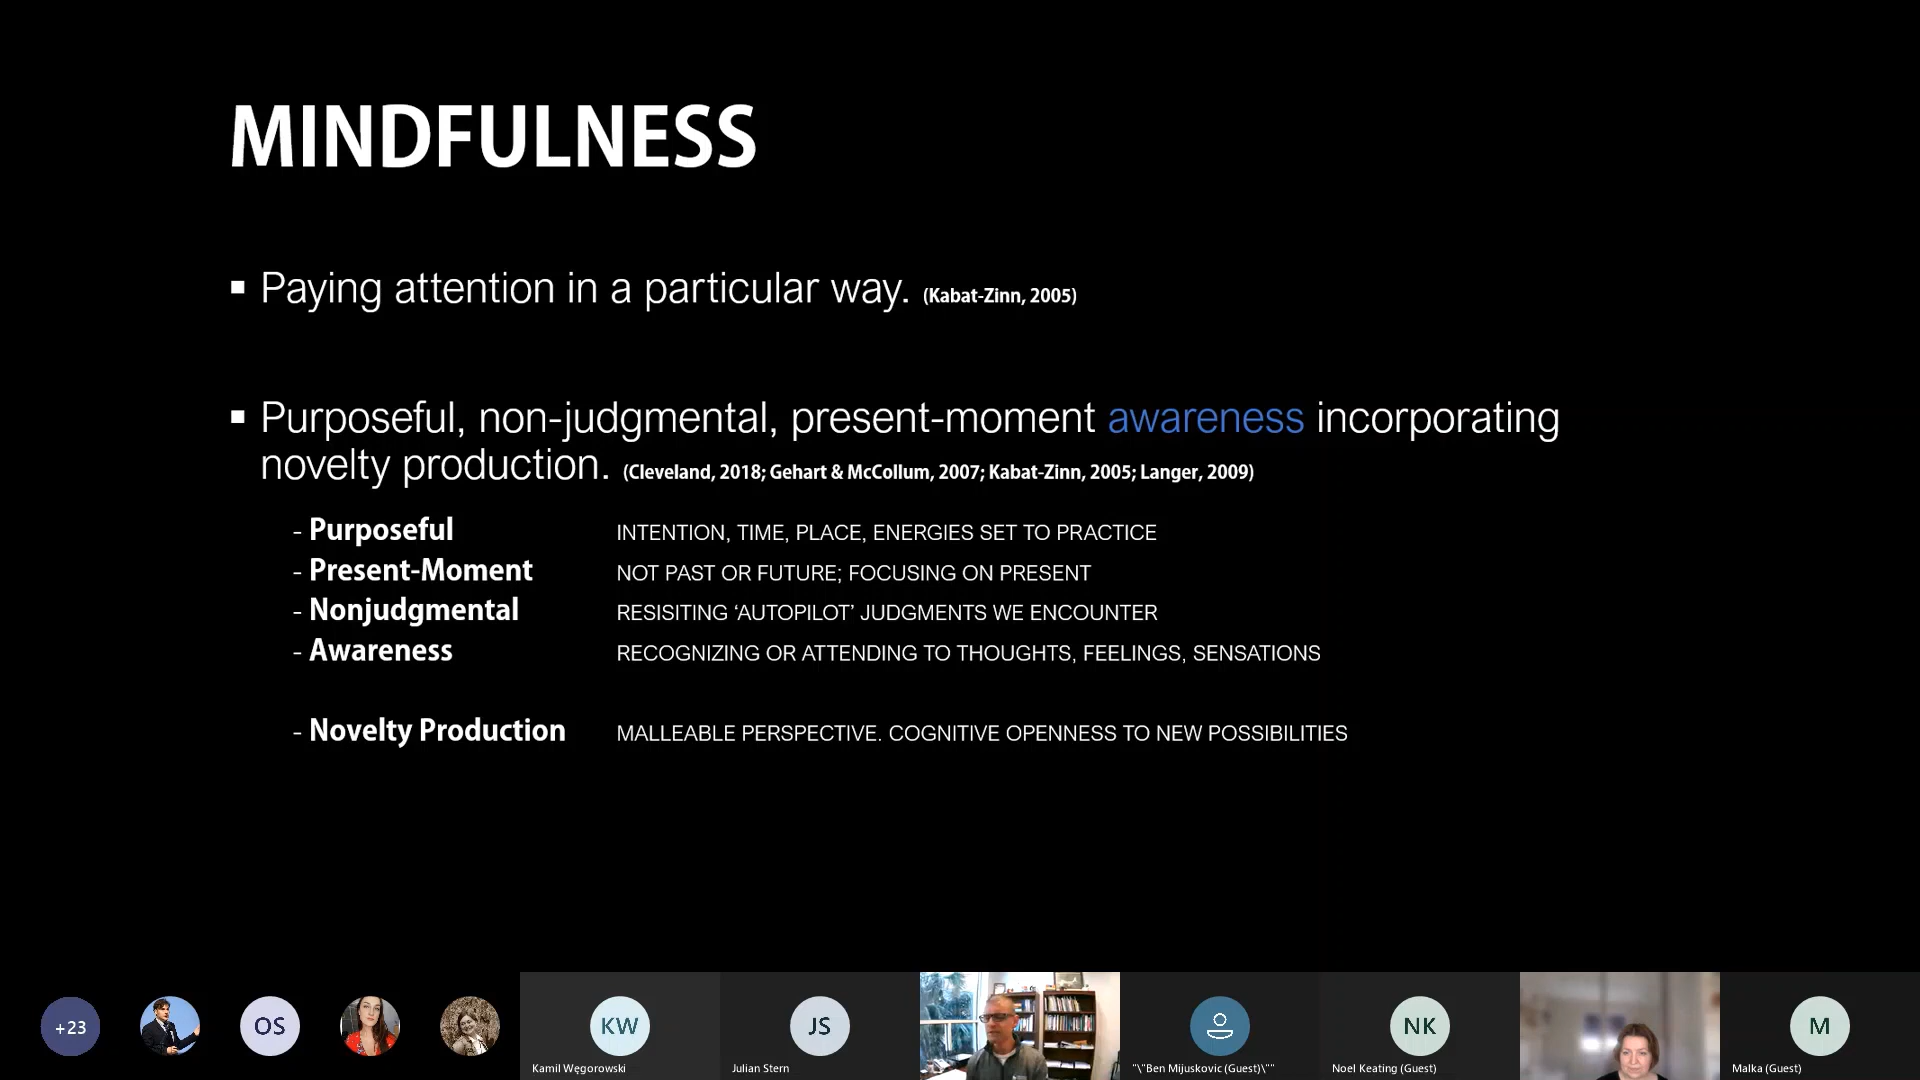 MINDFULNESS
▪ Paying attention in a particular way. (Kabat-Zinn, 2005)
▪ Purposeful, non-judgmental, present-moment awareness incorporating
novelty production. (Cleveland, 2018; Gehart & McCollum, 2007; Kabat-Zinn, 2005; Langer, 2009)
- Purposeful INTENTION, TIME, PLACE, ENERGIES SET TO PRACTICE
- Present-Moment NOT PAST OR FUTURE; FOCUSING ON PRESENT
- Nonjudgmental RESISITING ‘AUTOPILOT’ JUDGMENTS WE ENCOUNTER
- Awareness RECOGNIZING OR ATTENDING TO THOUGHTS, FEELINGS, SENSATIONS
- Novelty Production MALLEABLE PERSPECTIVE. COGNITIVE OPENNESS TO NEW POSSIBILITIES
+23 OS KW JS NK M
Kamil Węgorowski Julian Stern "\"Ben Mijuskovic (Guest)\"" Noel Keating (Guest) Malka (Guest)